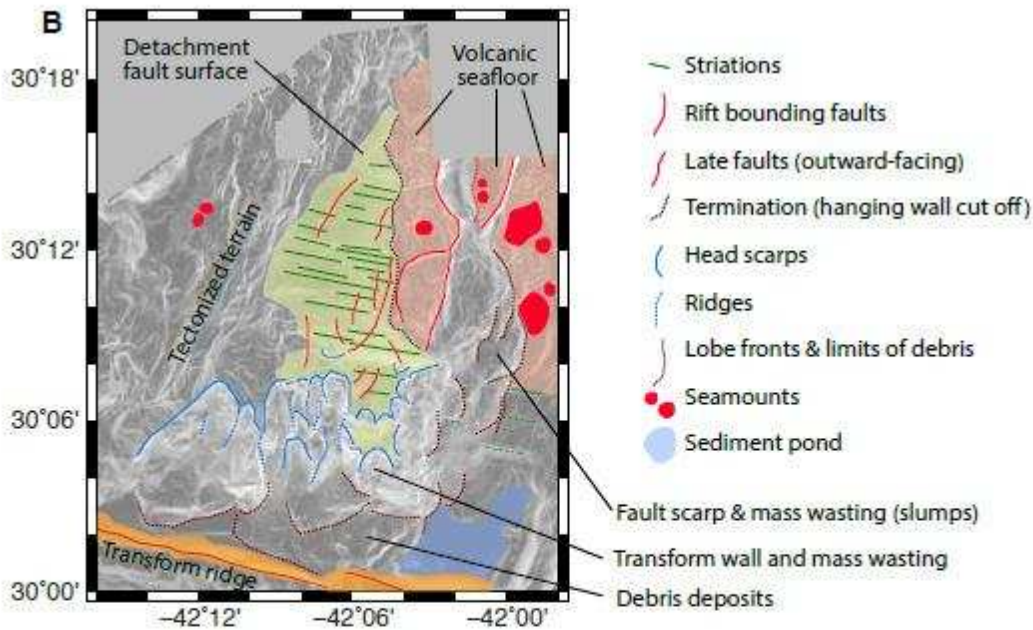 B
Detachment
fault surface
Volcanic
seafloor
30°18'
30°12'
30°06'
30°00'
Tectonized terrain
Transform ridge
−42°12'
−42°06'
−42°00'
Striations
Rift bounding faults
Late faults (outward-facing)
Termination (hanging wall cut off)
Head scarps
Ridges
Lobe fronts & limits of debris
Seamounts
Sediment pond
Fault scarp & mass wasting (slumps)
Transform wall and mass wasting
Debris deposits